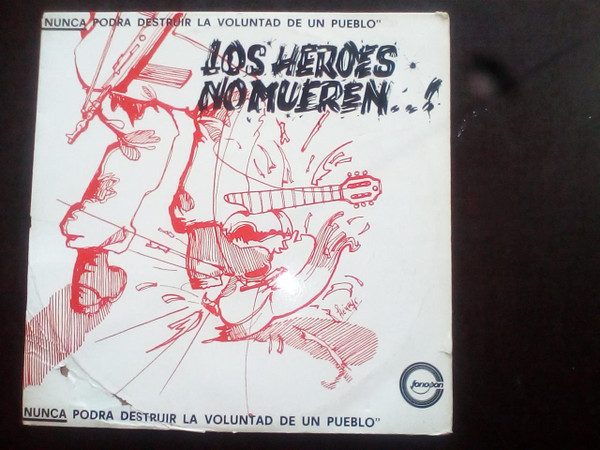 NUNCA PODRA DESTRUIR LA VOLUNTAD DE UN PUEBLO"
LOS HEROES
NO MUEREN...!
fonodon
NUNCA PODRA DESTRUIR LA VOLUNTAD DE UN PUEBLO"